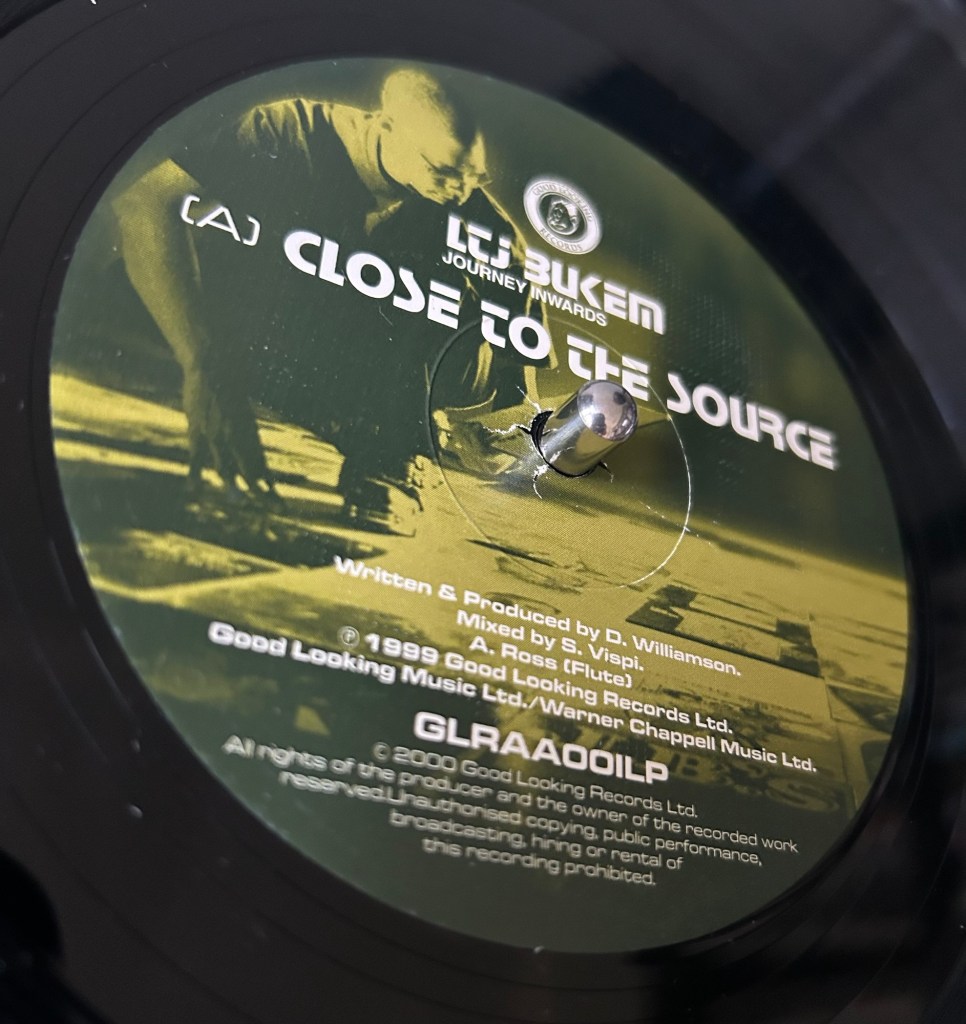 GOOD LOOKING
RECORDS
LTJ BUKEM
JOURNEY INWARDS
(A) CLOSE TO THE SOURCE
Written & Produced by D. Williamson.
Mixed by S. Vispi.
A. Ross (Flute)
℗ 1999 Good Looking Records Ltd.
Good Looking Music Ltd./Warner Chappell Music Ltd.
GLRAA001LP
© 2000 Good Looking Records Ltd.
All rights of the producer and the owner of the recorded work
reserved.Unauthorised copying, public performance,
broadcasting, hiring or rental of
this recording prohibited.